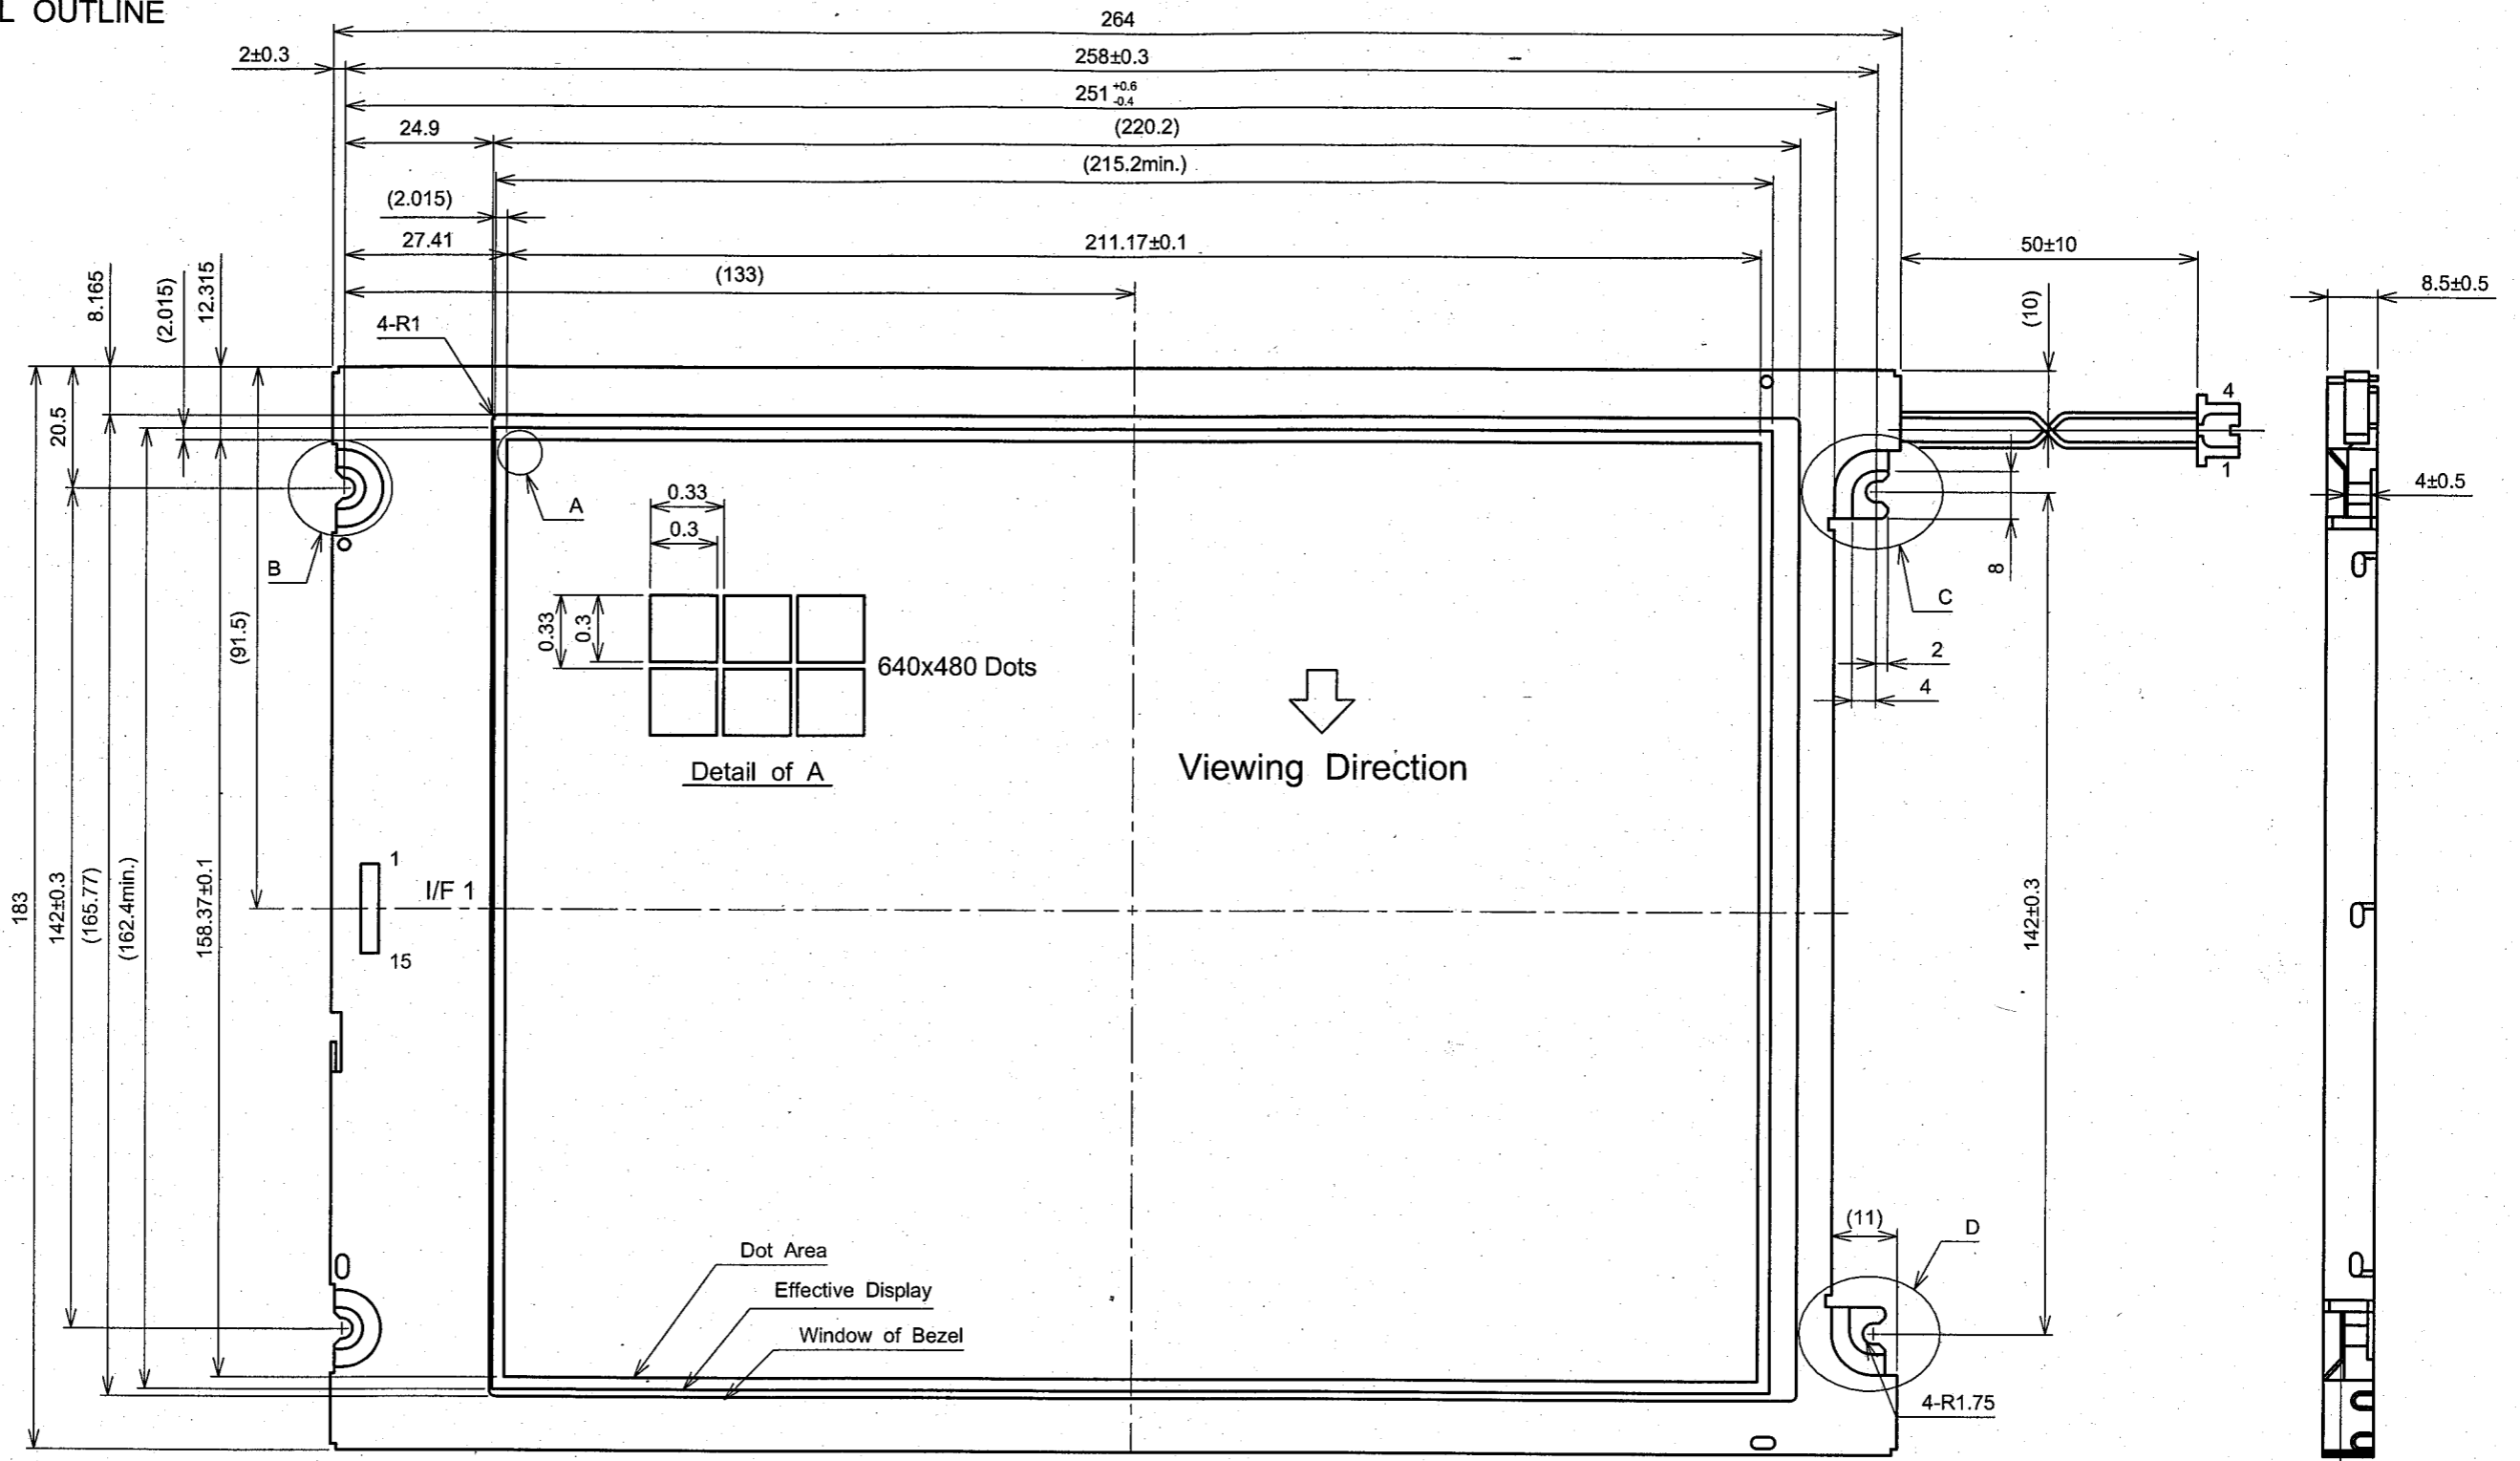 L OUTLINE
264
2±0.3
258±0.3
251 +0.6 -0.4
24.9
(220.2)
(215.2min.)
(2.015)
27.41
211.17±0.1
50±10
(133)
8.5±0.5
8.165
(2.015)
12.315
(10)
4-R1
4
20.5
1
4±0.5
A
0.33
0.3
B
8
C
(91.5)
0.33
0.3
640x480 Dots
2
4
Viewing Direction
Detail of A
1
I/F 1
15
183
142±0.3
(165.77)
(162.4min.)
158.37±0.1
142±0.3
(11)
D
Dot Area
Effective Display
Window of Bezel
4-R1.75